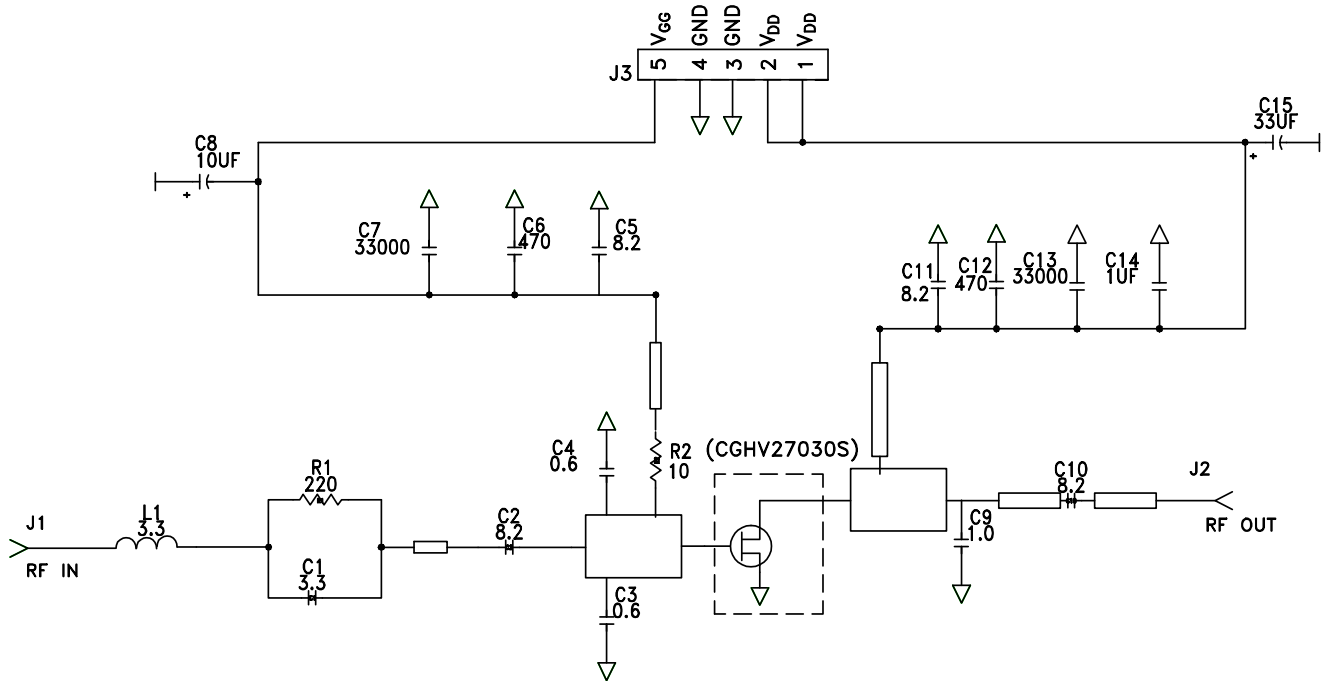 VGG
GND
GND
VDD
VDD
J3
5
4
3
2
1
C8
10UF
+
C15
33UF
+
C7
33000
C6
470
C5
8.2
C11
8.2
C12
470
C13
33000
C14
1UF
C4
0.6
R2
10
(CGHV27030S)
R1
220
J1
RF IN
L1
3.3
C1
3.3
C2
8.2
C3
0.6
C9
1.0
C10
8.2
J2
RF OUT